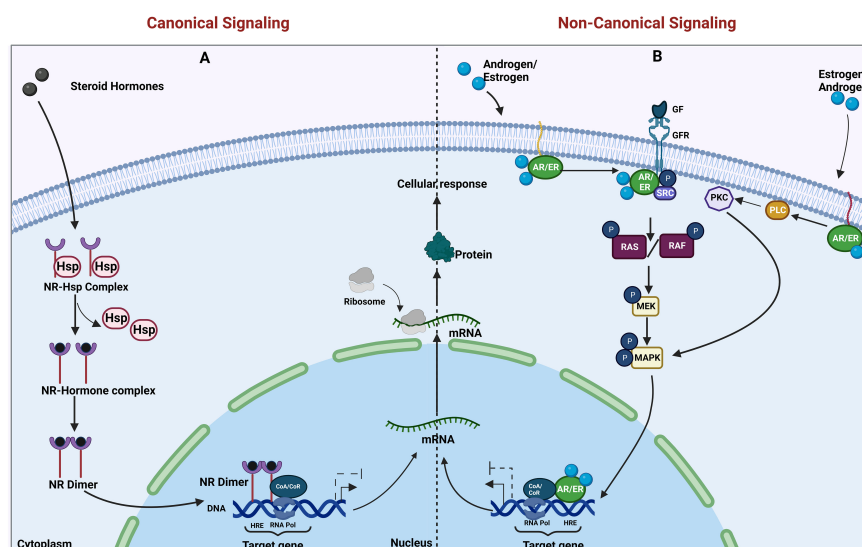 Canonical Signaling
Non-Canonical Signaling
A
B
Steroid Hormones
Androgen/
Estrogen
GF
GFR
Estroger
Androge
AR/ER
AR/
ER
P
SRC
PKC
PLC
AR/ER
Cellular response
Hsp
Hsp
NR-Hsp Complex
Hsp
Hsp
Protein
Ribosome
mRNA
P
RAS
RAF
P
P
MEK
P
P
MAPK
NR-Hormone complex
mRNA
NR Dimer
NR Dimer
CoA/CoR
DNA
HRE
RNA Pol
Target gene
CoA/
CoR
AR/ER
RNA Pol
HRE
Target gene
Cytoplasm
Nucleus